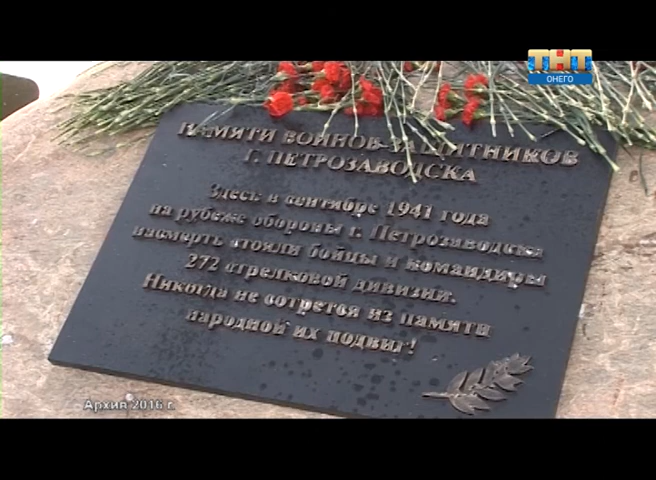 ТНТ
ОНЕГО
ПАМЯТИ ВОИНОВ-ЗАЩИТНИКОВ
Г. ПЕТРОЗАВОДСКА
Здесь в сентябре 1941 года
на рубеже обороны г. Петрозаводска
насмерть стояли бойцы и командиры
272 стрелковой дивизии.
Никогда не сотрется из памяти
народной их подвиг!
Архив 2016 г.